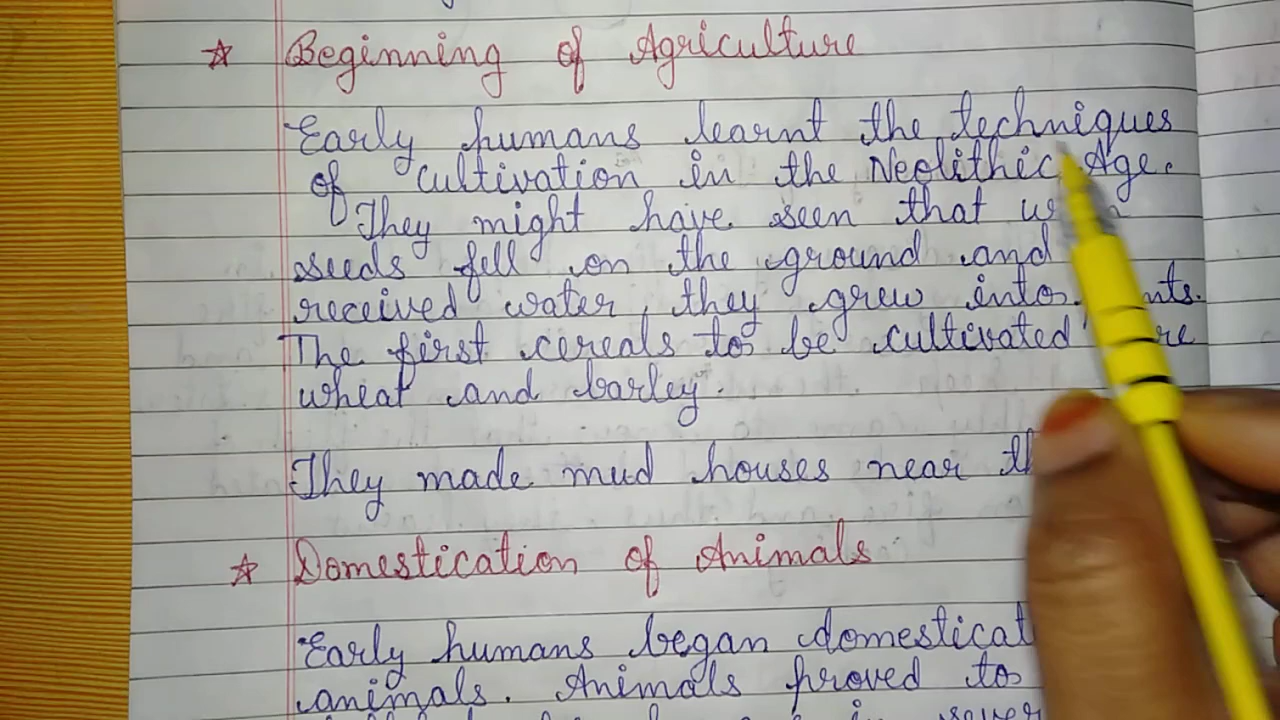 ☆ Beginning of Agriculture
Early humans learnt the techniques
of cultivation in the Neolithic Age.
They might have seen that
seeds fell on the ground and
received water, they grew into
The first cereals to be cultivated
wheat and barley.
They made mud houses near
☆ Domestication of Animals
Early humans began
animals. Animals proved to